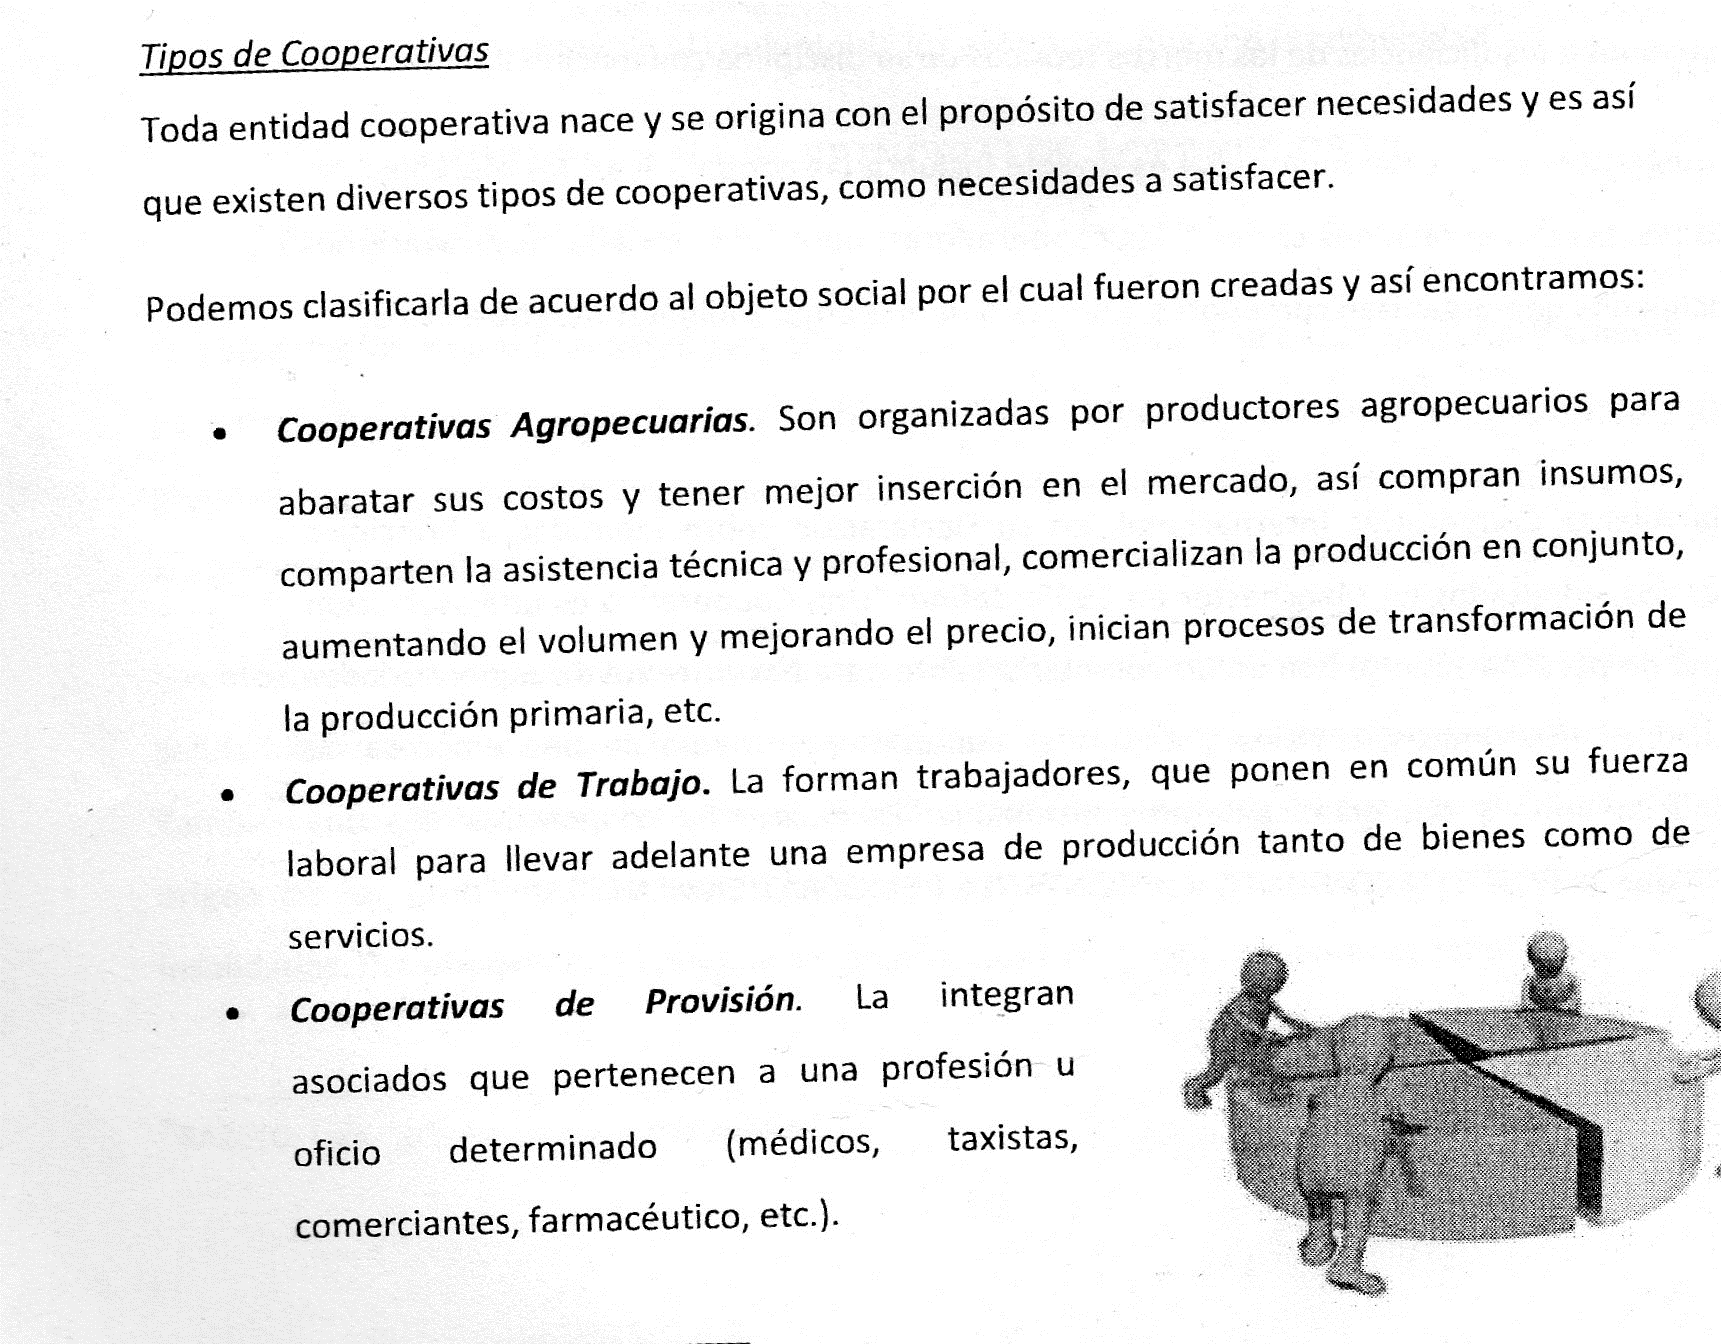 Tipos de Cooperativas
Toda entidad cooperativa nace y se origina con el propósito de satisfacer necesidades y es así
que existen diversos tipos de cooperativas, como necesidades a satisfacer.
Podemos clasificarla de acuerdo al objeto social por el cual fueron creadas y así encontramos:
• Cooperativas Agropecuarias. Son organizadas por productores agropecuarios para
abaratar sus costos y tener mejor inserción en el mercado, así compran insumos,
comparten la asistencia técnica y profesional, comercializan la producción en conjunto,
aumentando el volumen y mejorando el precio, inician procesos de transformación de
la producción primaria, etc.
• Cooperativas de Trabajo. La forman trabajadores, que ponen en común su fuerza
laboral para llevar adelante una empresa de producción tanto de bienes como de
servicios.
• Cooperativas de Provisión. La integran
asociados que pertenecen a una profesión u
oficio determinado (médicos, taxistas,
comerciantes, farmacéutico, etc.).